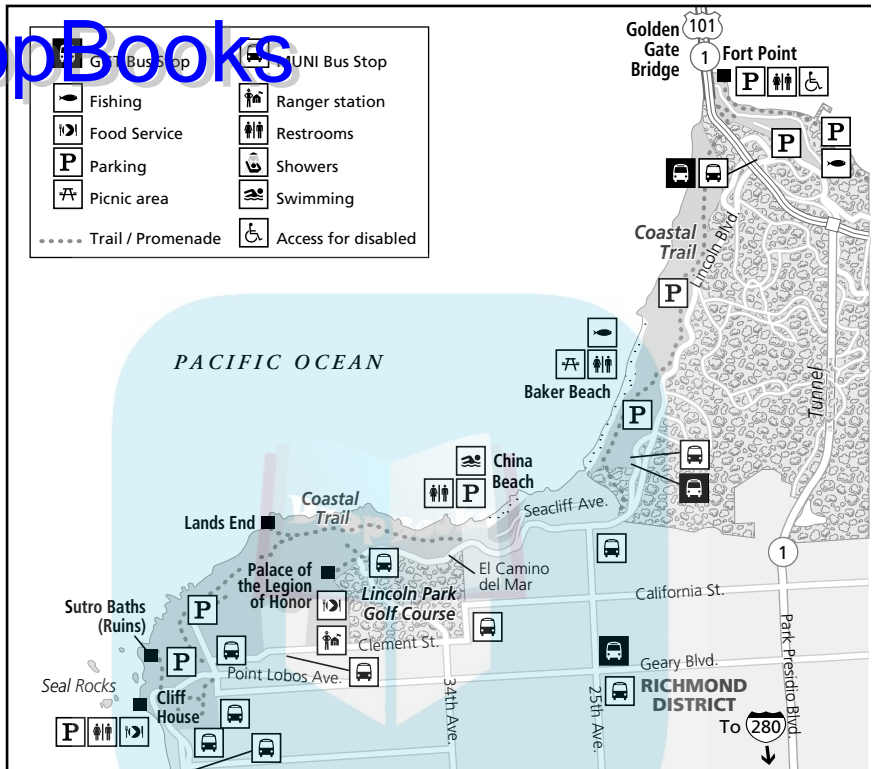 opBooks
GGT Bus Stop
MUNI Bus Stop
Fishing
Ranger station
Food Service
Restrooms
P Parking
Showers
Picnic area
Swimming
Trail / Promenade
Access for disabled
Golden
Gate
Bridge
101
1
Fort Point
P
P
P
Coastal
Trail
Lincoln Blvd.
P
PACIFIC OCEAN
Baker Beach
P
Tunnel
China
Beach
P
Seacliff Ave.
Coastal
Trail
Lands End
El Camino
del Mar
1
Palace of
the Legion
of Honor
Lincoln Park
Golf Course
California St.
Sutro Baths
(Ruins)
P
Clement St.
P
Point Lobos Ave.
Geary Blvd.
Park Presidio Blvd.
Seal Rocks
Cliff
House
34th Ave.
25th Ave.
RICHMOND
DISTRICT
P
To 280